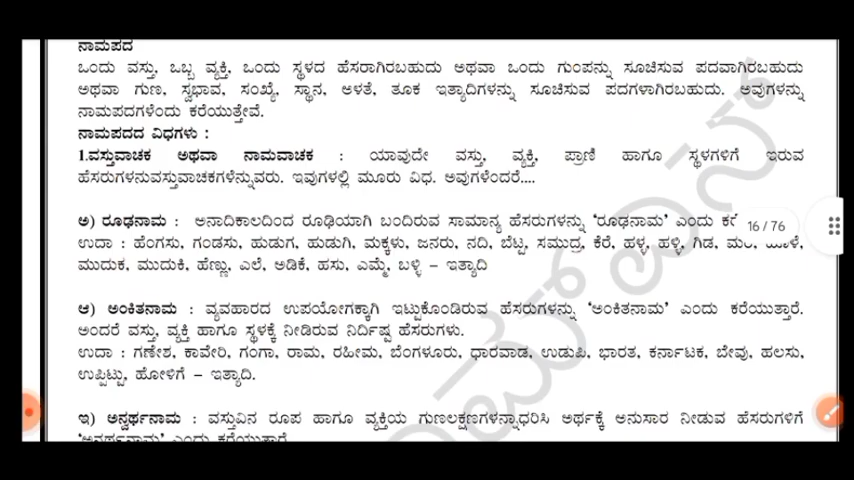 ನಾಮಪದ
ಒಂದು ವಸ್ತು, ಒಬ್ಬ ವ್ಯಕ್ತಿ, ಒಂದು ಸ್ಥಳದ ಹೆಸರಾಗಿರಬಹುದು ಅಥವಾ ಒಂದು ಗುಂಪನ್ನು ಸೂಚಿಸುವ ಪದವಾಗಿರಬಹುದು
ಅಥವಾ ಗುಣ, ಸ್ವಭಾವ, ಸಂಖ್ಯೆ, ಸ್ಥಾನ, ಅಳತೆ, ತೂಕ ಇತ್ಯಾದಿಗಳನ್ನು ಸೂಚಿಸುವ ಪದಗಳಾಗಿರಬಹುದು. ಅವುಗಳನ್ನು
ನಾಮಪದಗಳೆಂದು ಕರೆಯುತ್ತೇವೆ.
ನಾಮಪದದ ವಿಧಗಳು :
1.ವಸ್ತುವಾಚಕ ಅಥವಾ ನಾಮವಾಚಕ : ಯಾವುದೇ ವಸ್ತು, ವ್ಯಕ್ತಿ, ಪ್ರಾಣಿ ಹಾಗೂ ಸ್ಥಳಗಳಿಗೆ ಇರುವ
ಹೆಸರುಗಳನುವಸ್ತುವಾಚಕಗಳೆನ್ನುವರು. ಇವುಗಳಲ್ಲಿ ಮೂರು ವಿಧ. ಅವುಗಳೆಂದರೆ....
ಅ) ರೂಢನಾಮ : ಅನಾದಿಕಾಲದಿಂದ ರೂಢಿಯಾಗಿ ಬಂದಿರುವ ಸಾಮಾನ್ಯ ಹೆಸರುಗಳನ್ನು ‘ರೂಢನಾಮ’ ಎಂದು
16 / 76
ಉದಾ : ಹೆಂಗಸು, ಗಂಡಸು, ಹುಡುಗ, ಹುಡುಗಿ, ಮಕ್ಕಳು, ಜನರು, ನದಿ, ಬೆಟ್ಟ, ಸಮುದ್ರ, ಕೆರೆ, ಹಳ್ಳ, ಹಳ್ಳಿ, ಗಿಡ,
ಮುದುಕ, ಮುದುಕಿ, ಹೆಣ್ಣು, ಎಲೆ, ಅಡಿಕೆ, ಹಸು, ಎಮ್ಮೆ, ಬಳ್ಳಿ – ಇತ್ಯಾದಿ
ಆ) ಅಂಕಿತನಾಮ : ವ್ಯವಹಾರದ ಉಪಯೋಗಕ್ಕಾಗಿ ಇಟ್ಟುಕೊಂಡಿರುವ ಹೆಸರುಗಳನ್ನು ‘ಅಂಕಿತನಾಮ’ ಎಂದು ಕರೆಯುತ್ತಾರೆ.
ಅಂದರೆ ವಸ್ತು, ವ್ಯಕ್ತಿ ಹಾಗೂ ಸ್ಥಳಕ್ಕೆ ನೀಡಿರುವ ನಿರ್ದಿಷ್ಟ ಹೆಸರುಗಳು.
ಉದಾ : ಗಣೇಶ, ಕಾವೇರಿ, ಗಂಗಾ, ರಾಮ, ರಹೀಮ, ಬೆಂಗಳೂರು, ಧಾರವಾಡ, ಉಡುಪಿ, ಭಾರತ, ಕರ್ನಾಟಕ, ಬೇವು, ಹಲಸು,
ಉಪ್ಪಿಟ್ಟು, ಹೋಳಿಗೆ – ಇತ್ಯಾದಿ.
ಇ) ಅನ್ವರ್ಥನಾಮ : ವಸ್ತುವಿನ ರೂಪ ಹಾಗೂ ವ್ಯಕ್ತಿಯ ಗುಣಲಕ್ಷಣಗಳನ್ನಾಧರಿಸಿ ಅರ್ಥಕ್ಕೆ ಅನುಸಾರ ನೀಡುವ ಹೆಸರುಗಳಿಗೆ
‘ಅನ್ವರ್ಥನಾಮ’ ಎಂದು ಕರೆಯುತ್ತಾರೆ.